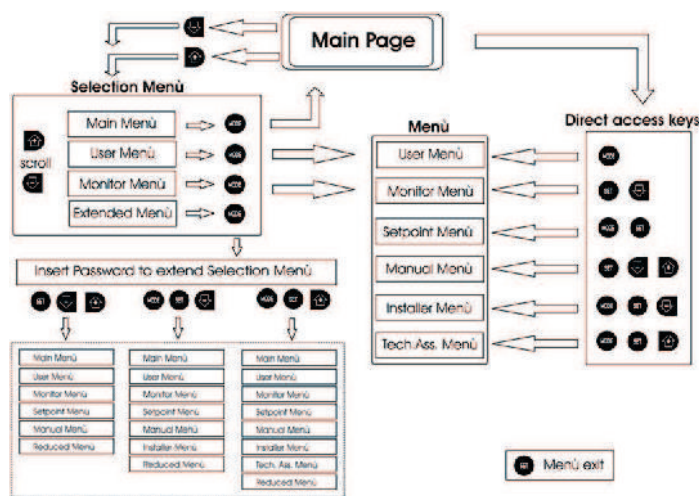 Main Page
Selection Menù
Main Menù
MODE
scroll
User Menù
MODE
Monitor Menù
MODE
Extended Menù
MODE
Insert Password to extend Selection Menù
SET
MODE SET
MODE SET
Main Menù
User Menù
Monitor Menù
Setpoint Menù
Manual Menù
Reduced Menù
Main Menù
User Menù
Monitor Menù
Setpoint Menù
Manual Menù
Installer Menù
Reduced Menù
Main Menù
User Menù
Monitor Menù
Setpoint Menù
Manual Menù
Installer Menù
Tech. Ass. Menù
Reduced Menù
Menù
User Menù
Monitor Menù
Setpoint Menù
Manual Menù
Installer Menù
Tech.Ass. Menù
Direct access keys
MODE
SET
MODE SET
SET
MODE SET
MODE SET
SET Menù exit